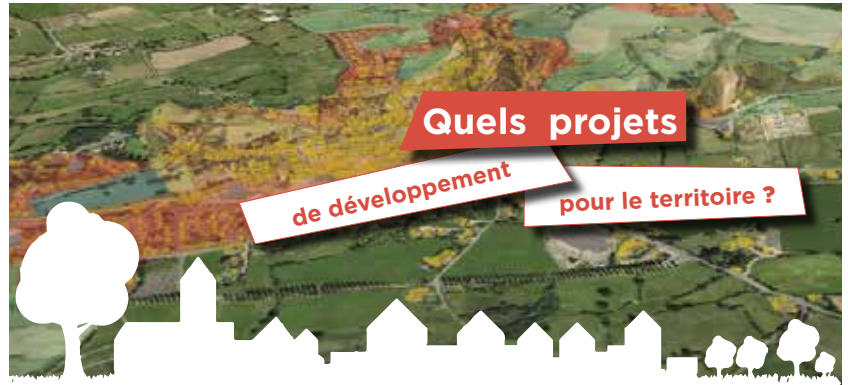 Quels projets
de développement
pour le territoire ?